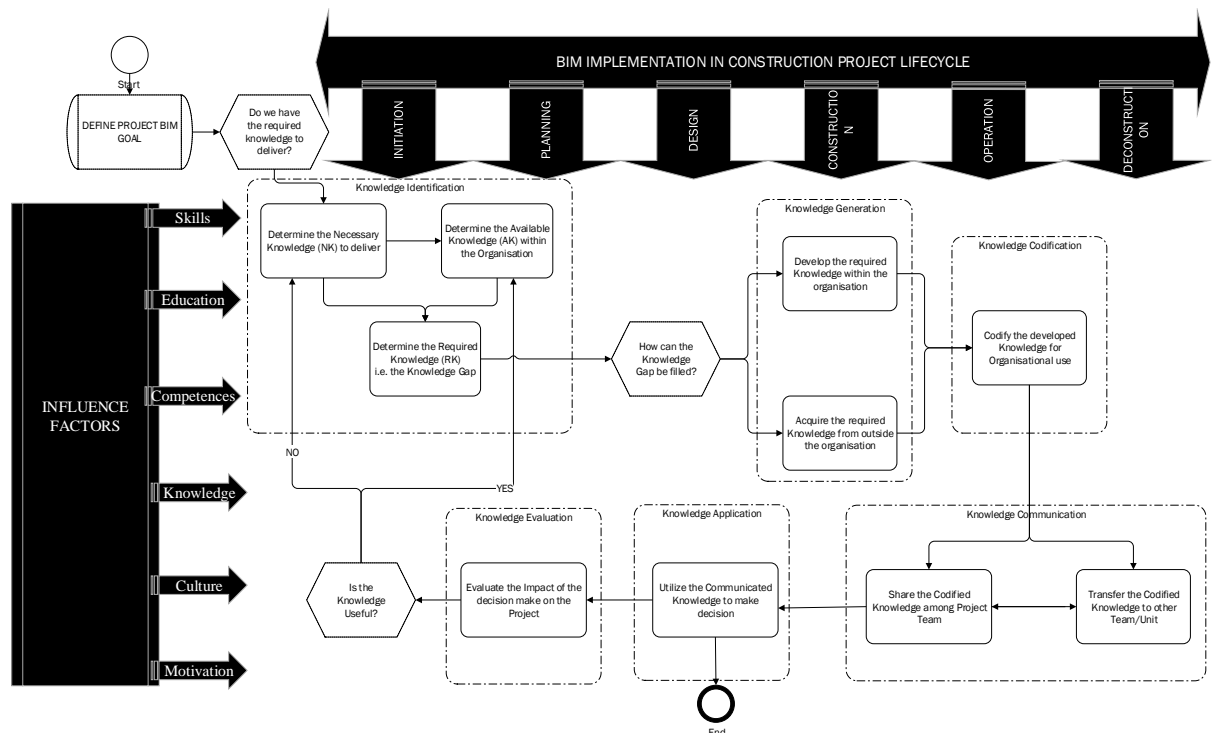 BIM IMPLEMENTATION IN CONSTRUCTION PROJECT LIFECYCLE
Start
DEFINE PROJECT BIM
GOAL
Do we have
the required
knowledge to
deliver?
INITIATION
PLANNING
DESIGN
CONSTRUCTIO
N
OPERATION
DECONSTRUCTI
ON
INFLUENCE
FACTORS
Skills
Education
Competences
Knowledge
Culture
Motivation
Knowledge Identification
Determine the Necessary
Knowledge (NK) to deliver
Determine the Available
Knowledge (AK) within
the Organisation
Determine the Required
Knowledge (RK)
i.e. the Knowledge Gap
How can the
Knowledge
Gap be filled?
Knowledge Generation
Develop the required
Knowledge within the
organisation
Acquire the required
Knowledge from outside
the organisation
Knowledge Codification
Codify the developed
Knowledge for
Organisational use
NO
YES
Knowledge Communication
Share the Codified
Knowledge among Project
Team
Transfer the Codified
Knowledge to other
Team/Unit
Knowledge Application
Utilize the Communicated
Knowledge to make
decision
Knowledge Evaluation
Evaluate the Impact of the
decision make on the
Project
Is the
Knowledge
Useful?
End